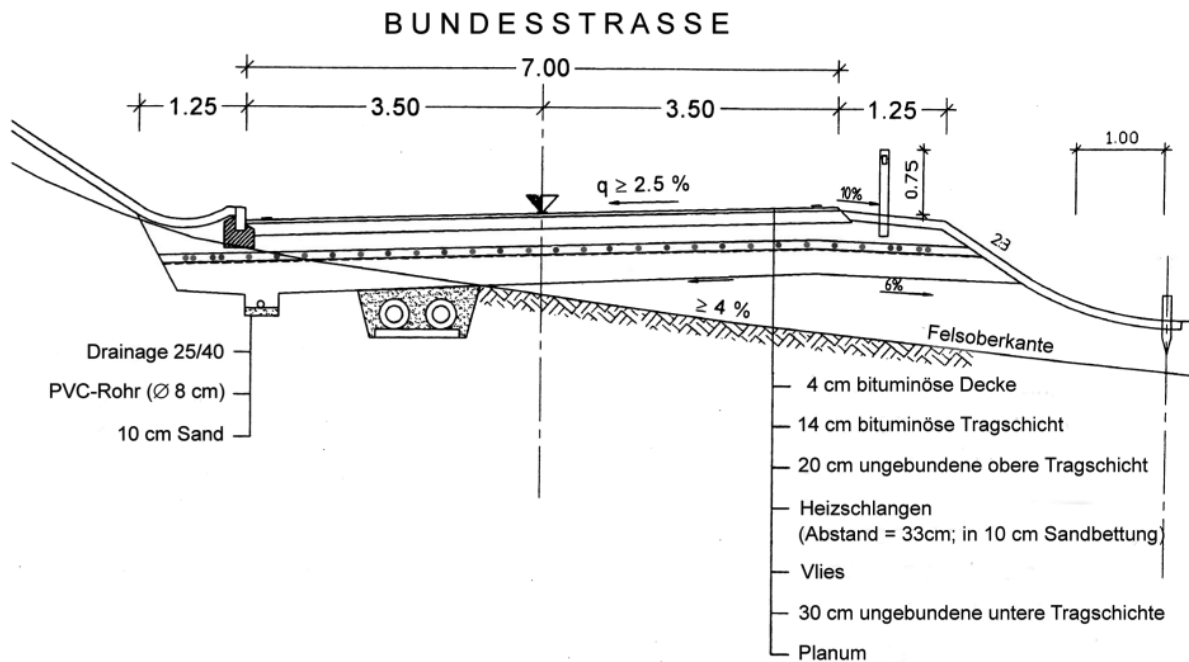 BUNDESSTRASSE
7.00
1.25
3.50
3.50
1.25
1.00
0.75
q ≥ 2.5 %
10%
2:3
6%
≥ 4 %
Felsoberkante
Drainage 25/40
PVC-Rohr (Ø 8 cm)
10 cm Sand
4 cm bituminöse Decke
14 cm bituminöse Tragschicht
20 cm ungebundene obere Tragschicht
Heizschlangen
(Abstand = 33cm; in 10 cm Sandbettung)
Vlies
30 cm ungebundene untere Tragschichte
Planum